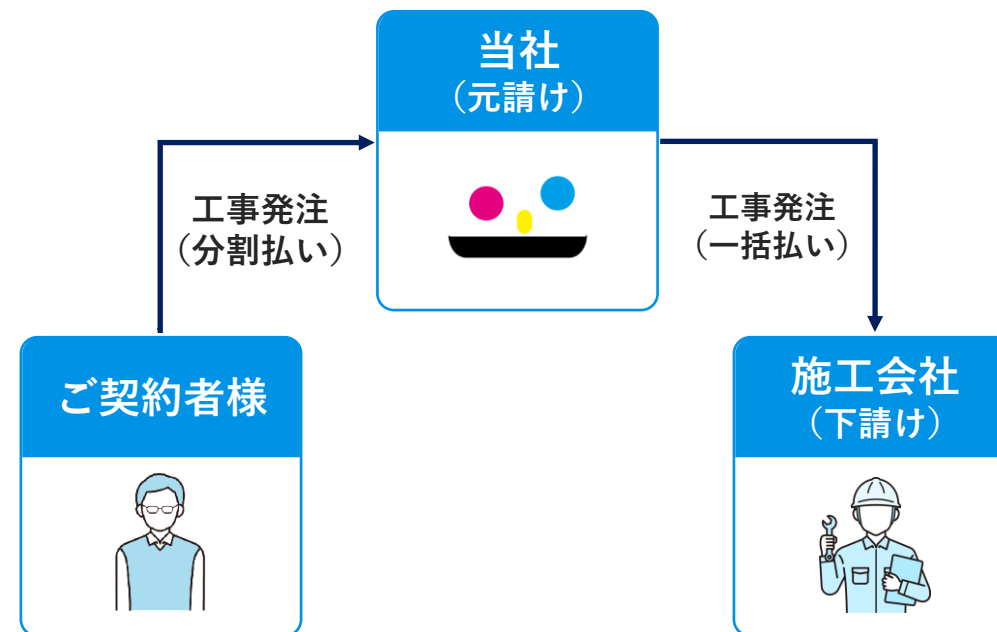 当社
（元請け）
工事発注
（分割払い）
工事発注
（一括払い）
ご契約者様
施工会社
（下請け）